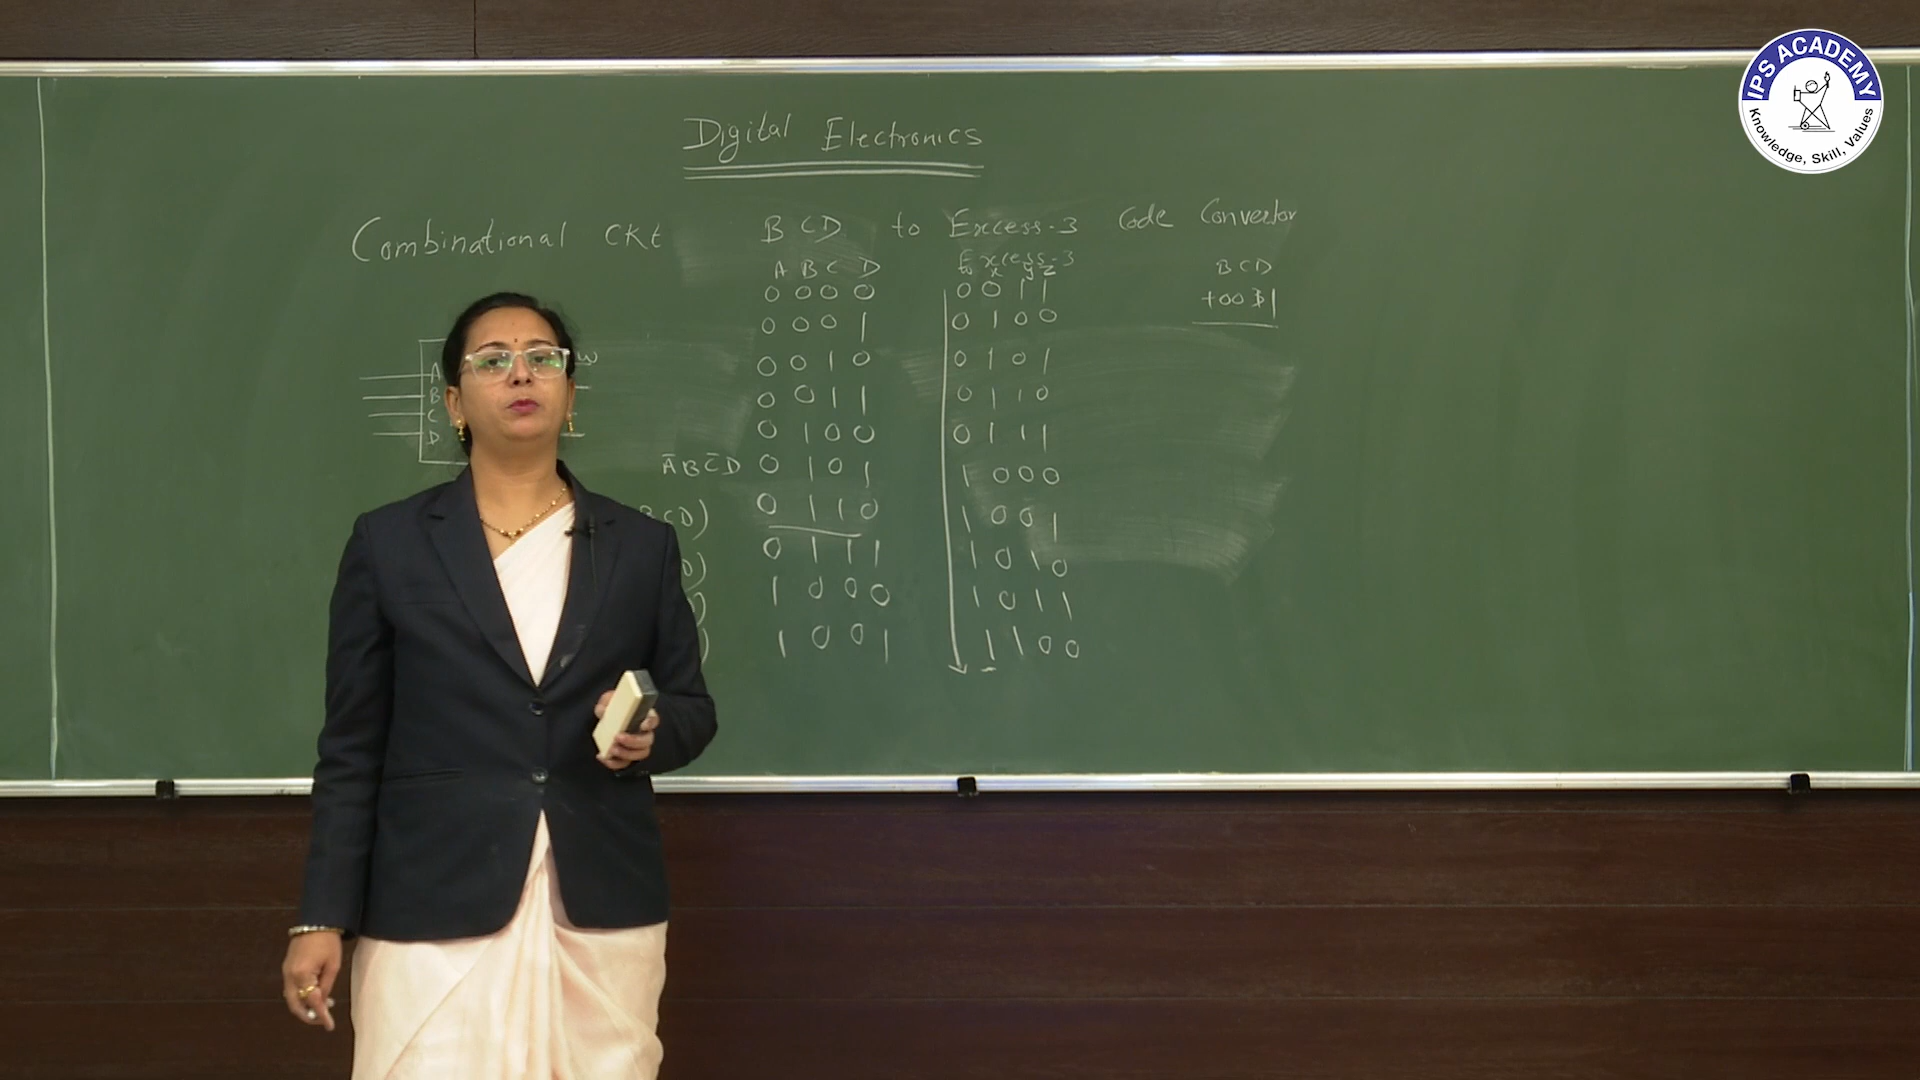 IPS ACADEMY
Knowledge, Skill, Values
Digital Electronics
Combinational CKt BCD to Excess-3 Code Convertor
A B C D Excess-3 BCD
w x y z
0 0 0 0 0 0 1 1 +00 1
0 0 0 1 0 1 0 0
0 0 1 0 0 1 0 1 w
A
0 0 1 1 0 1 1 0
B
C
D
0 1 0 0 0 1 1 1
A̅BC̅D 0 1 0 1 1 0 0 0
BCD) 0 1 1 0 1 0 0 1
D) 0 1 1 1 1 0 1 0
) 1 0 0 0 1 0 1 1
) 1 0 0 1 1 1 0 0